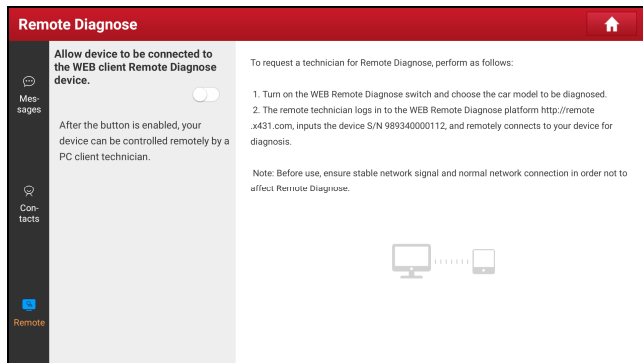 Remote Diagnose
Mes-
sages
Con-
tacts
Remote
Allow device to be connected to
the WEB client Remote Diagnose
device.
After the button is enabled, your
device can be controlled remotely by a
PC client technician.
To request a technician for Remote Diagnose, perform as follows:
1. Turn on the WEB Remote Diagnose switch and choose the car model to be diagnosed.
2. The remote technician logs in to the WEB Remote Diagnose platform http://remote
.x431.com, inputs the device S/N 989340000112, and remotely connects to your device for
diagnosis.
Note: Before use, ensure stable network signal and normal network connection in order not to
affect Remote Diagnose.